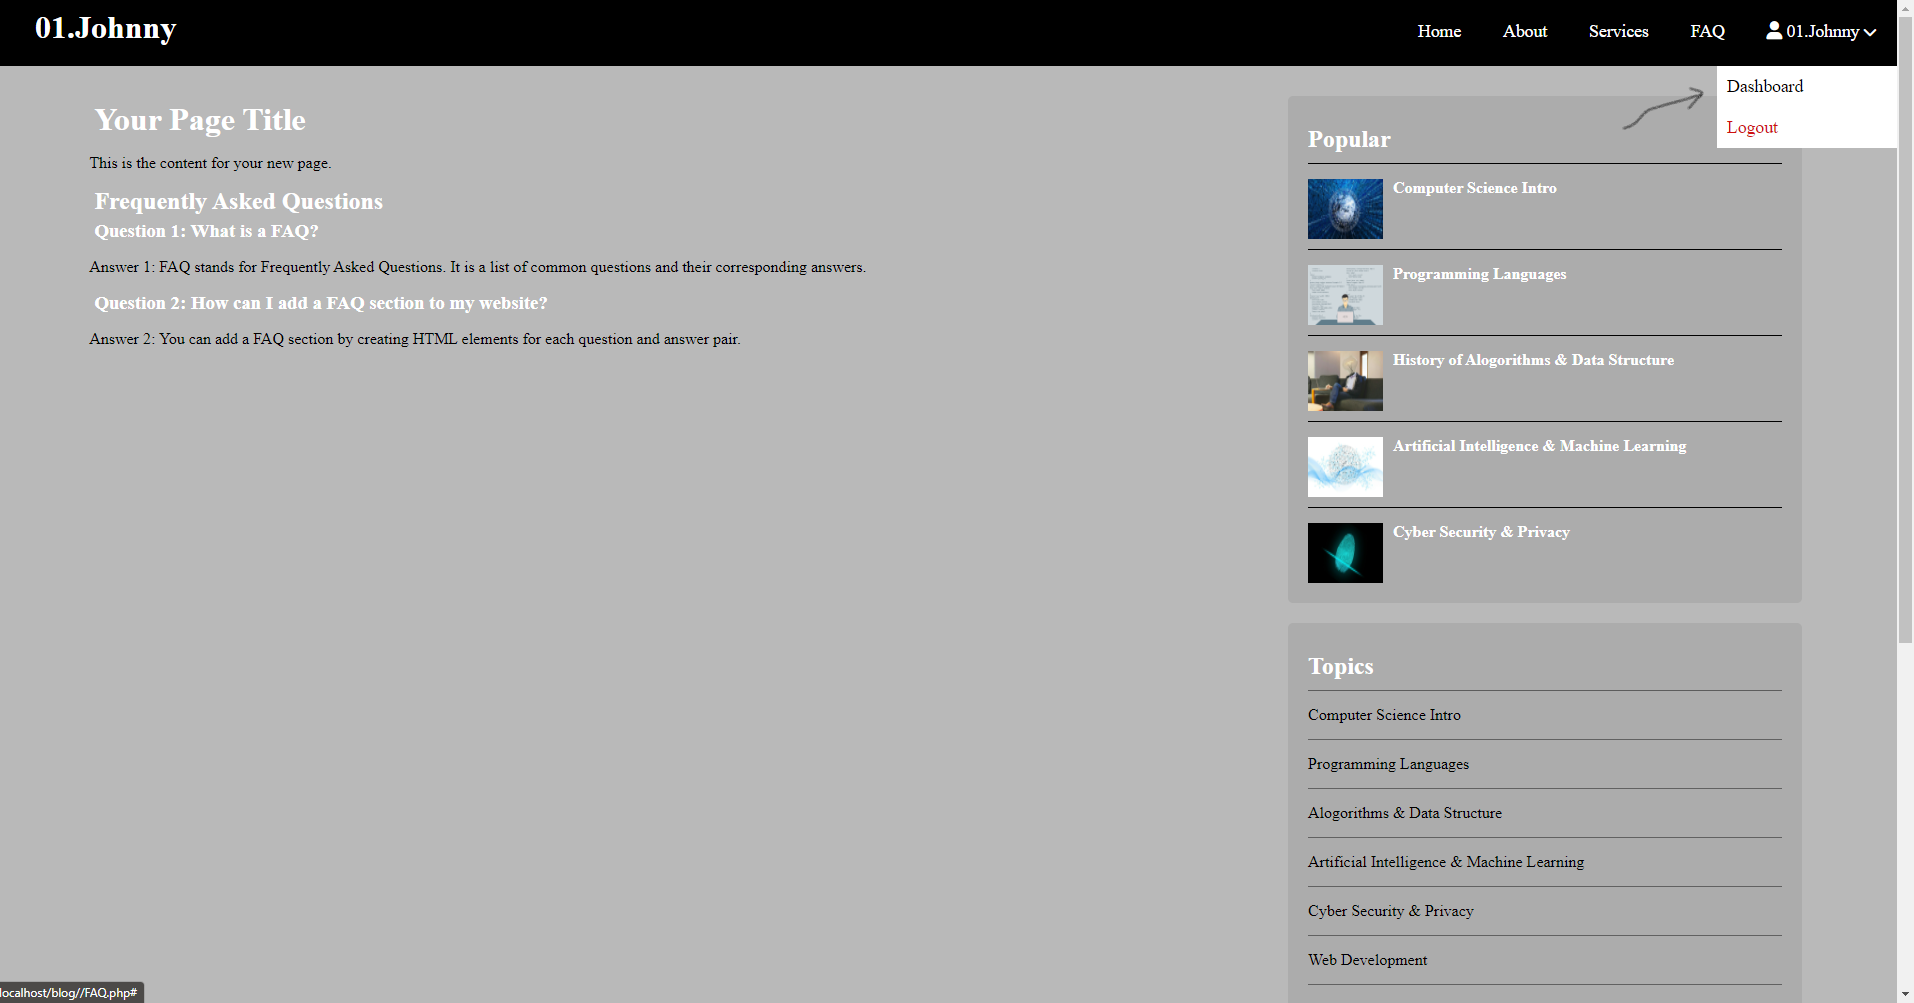 01.Johnny
Home About Services FAQ 01.Johnny
Dashboard
Logout
Your Page Title
This is the content for your new page.
Frequently Asked Questions
Question 1: What is a FAQ?
Answer 1: FAQ stands for Frequently Asked Questions. It is a list of common questions and their corresponding answers.
Question 2: How can I add a FAQ section to my website?
Answer 2: You can add a FAQ section by creating HTML elements for each question and answer pair.
Popular
Computer Science Intro
Programming Languages
History of Alogorithms & Data Structure
Artificial Intelligence & Machine Learning
Cyber Security & Privacy
Topics
Computer Science Intro
Programming Languages
Alogorithms & Data Structure
Artificial Intelligence & Machine Learning
Cyber Security & Privacy
Web Development
localhost/blog//FAQ.php#